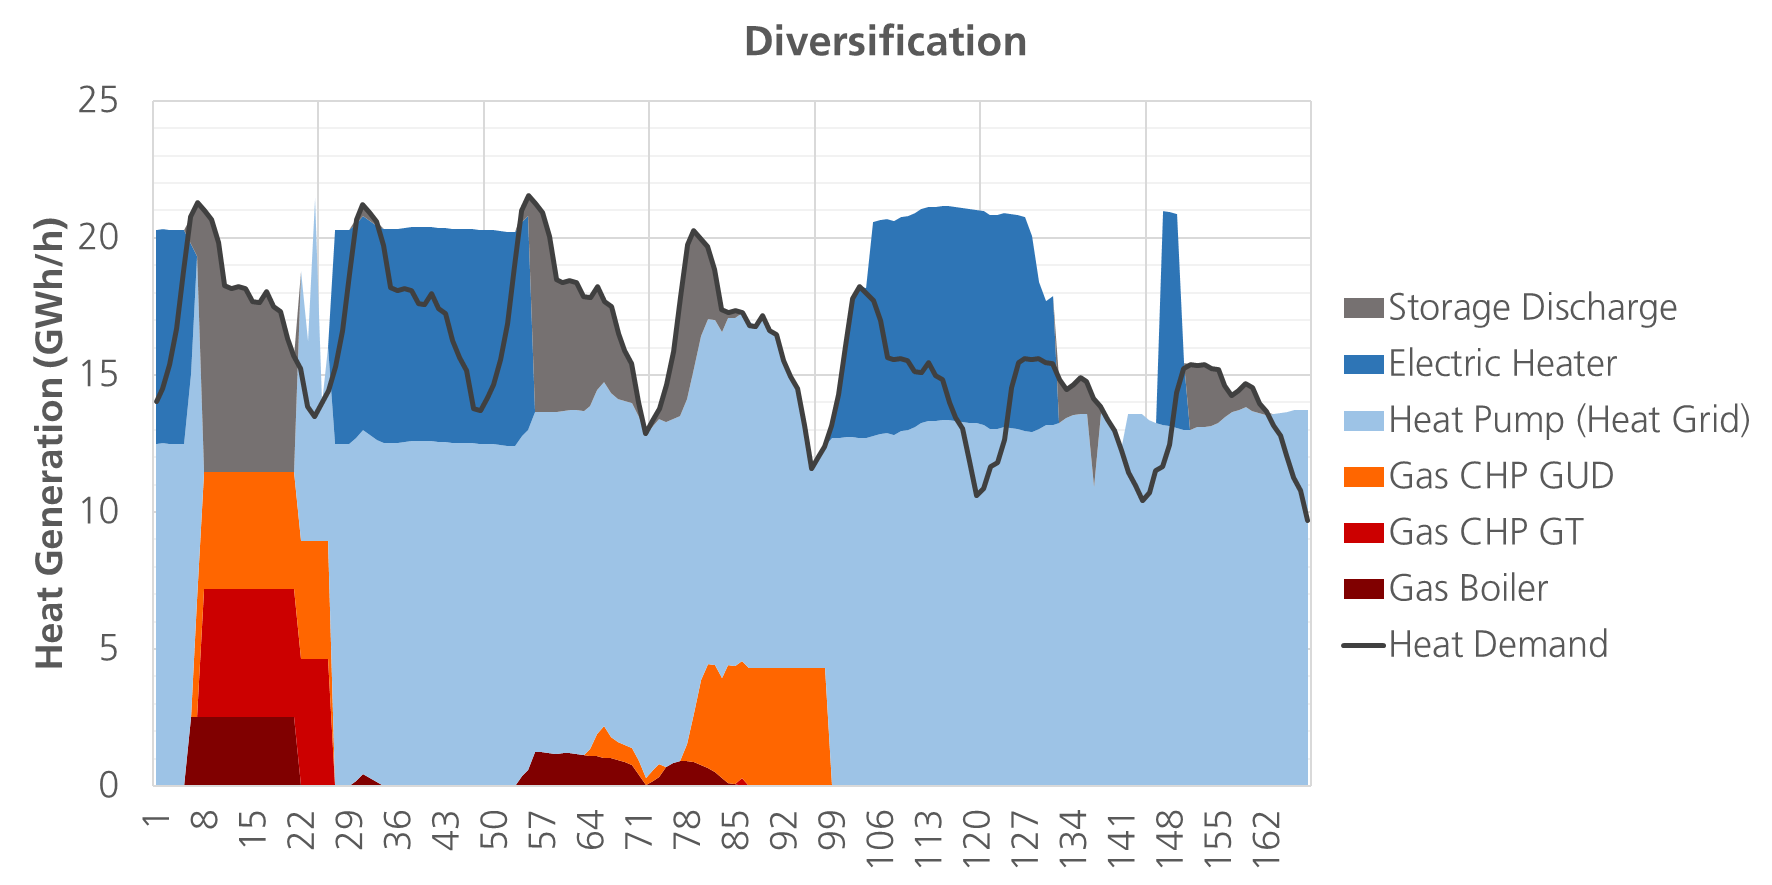 Diversification
Heat Generation (GWh/h)
25
20
15
10
5
0
1 8 15 22 29 36 43 50 57 64 71 78 85 92 99 106 113 120 127 134 141 148 155 162
Storage Discharge
Electric Heater
Heat Pump (Heat Grid)
Gas CHP GUD
Gas CHP GT
Gas Boiler
Heat Demand